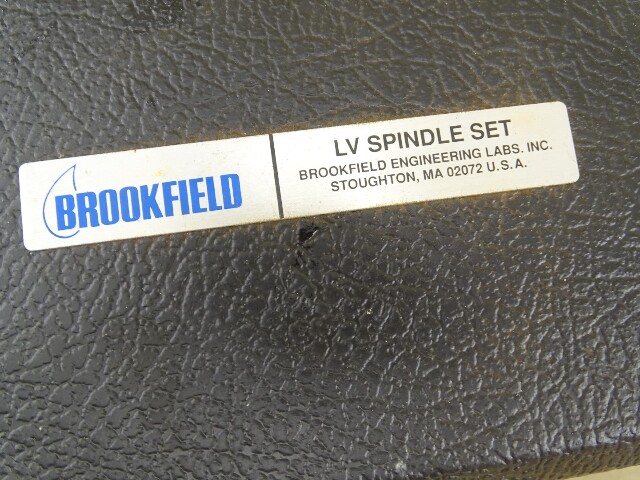 BROOKFIELD
LV SPINDLE SET
BROOKFIELD ENGINEERING LABS. INC.
STOUGHTON, MA 02072 U.S.A.